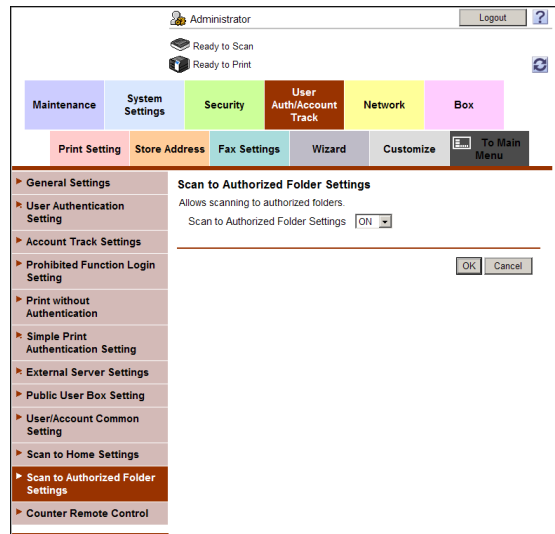 Administrator
Logout
?
Ready to Scan
Ready to Print
Maintenance
System
Settings
Security
User
Auth/Account
Track
Network
Box
Print Setting
Store Address
Fax Settings
Wizard
Customize
To Main
Menu
General Settings
User Authentication
Setting
Account Track Settings
Prohibited Function Login
Setting
Print without
Authentication
Simple Print
Authentication Setting
External Server Settings
Public User Box Setting
User/Account Common
Setting
Scan to Home Settings
Scan to Authorized Folder
Settings
Counter Remote Control
Scan to Authorized Folder Settings
Allows scanning to authorized folders.
Scan to Authorized Folder Settings ON
OK Cancel